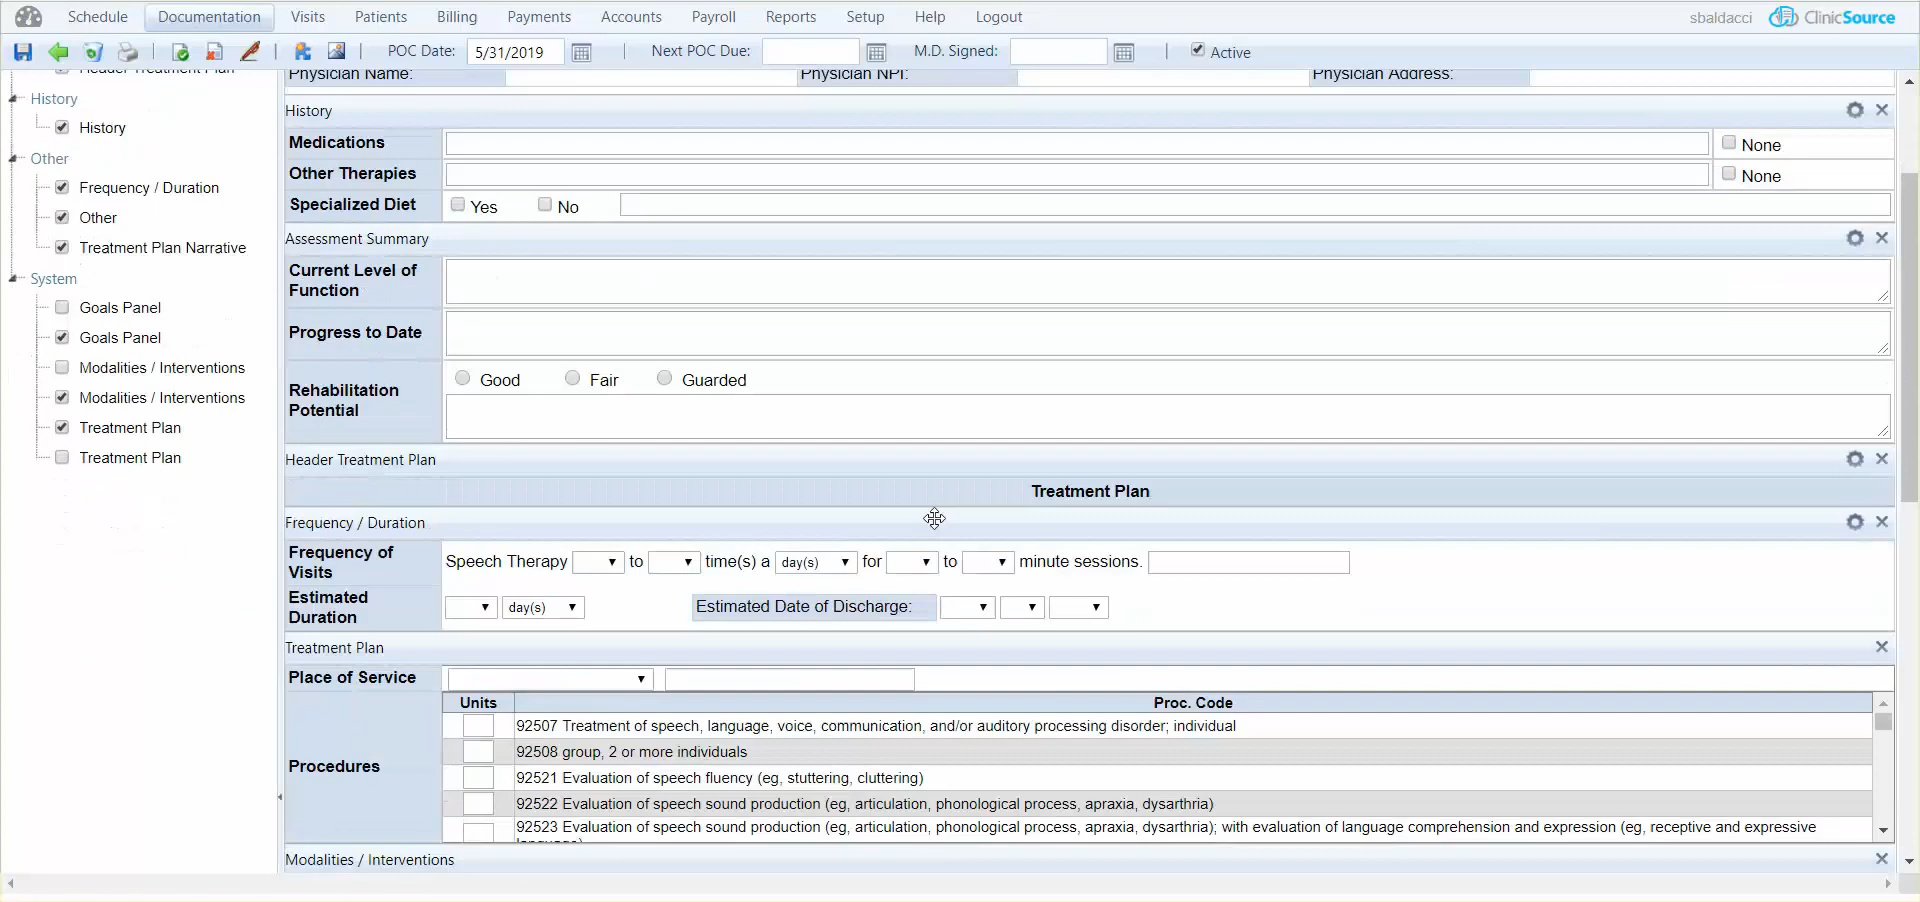 Schedule Documentation Visits Patients Billing Payments Accounts Payroll Reports Setup Help Logout sbaldacci ClinicSource
POC Date: 5/31/2019 Next POC Due: M.D. Signed: Active
Header Treatment Plan
History
History
Other
Frequency / Duration
Other
Treatment Plan Narrative
System
Goals Panel
Goals Panel
Modalities / Interventions
Modalities / Interventions
Treatment Plan
Treatment Plan
Physician Name: Physician NPI: Physician Address:
History
Medications None
Other Therapies None
Specialized Diet Yes No
Assessment Summary
Current Level of
Function
Progress to Date
Rehabilitation
Potential
Good Fair Guarded
Header Treatment Plan
Treatment Plan
Frequency / Duration
Frequency of
Visits
Speech Therapy to time(s) a day(s) for to minute sessions.
Estimated
Duration
day(s) Estimated Date of Discharge:
Treatment Plan
Place of Service
Procedures
Units Proc. Code
92507 Treatment of speech, language, voice, communication, and/or auditory processing disorder; individual
92508 group, 2 or more individuals
92521 Evaluation of speech fluency (eg, stuttering, cluttering)
92522 Evaluation of speech sound production (eg, articulation, phonological process, apraxia, dysarthria)
92523 Evaluation of speech sound production (eg, articulation, phonological process, apraxia, dysarthria); with evaluation of language comprehension and expression (eg, receptive and expressive
language)
Modalities / Interventions